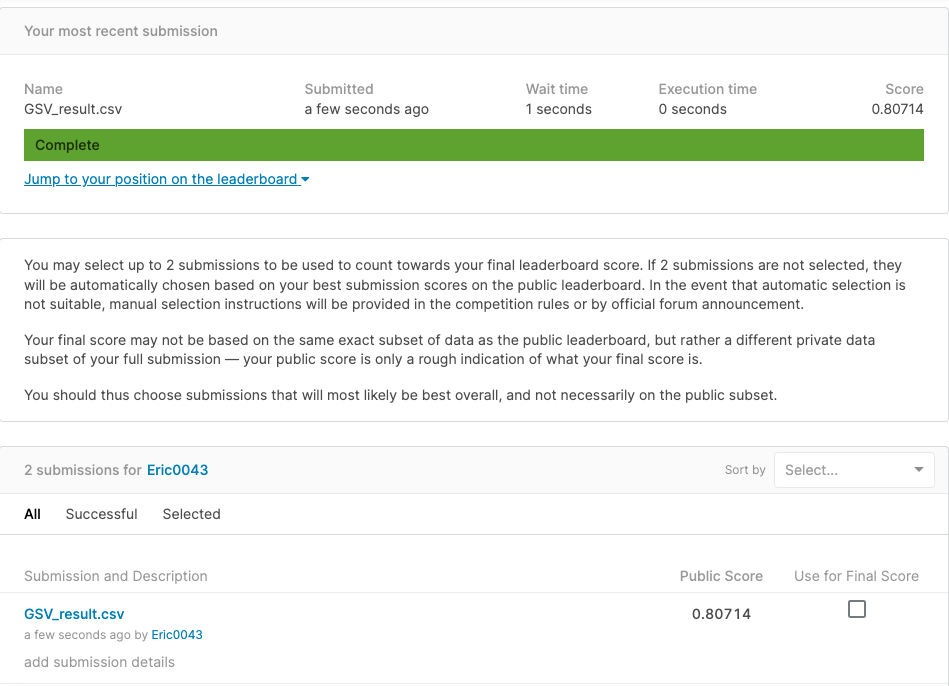 Your most recent submission
Name Submitted Wait time Execution time Score
GSV_result.csv a few seconds ago 1 seconds 0 seconds 0.80714
Complete
Jump to your position on the leaderboard
You may select up to 2 submissions to be used to count towards your final leaderboard score. If 2 submissions are not selected, they
will be automatically chosen based on your best submission scores on the public leaderboard. In the event that automatic selection is
not suitable, manual selection instructions will be provided in the competition rules or by official forum announcement.
Your final score may not be based on the same exact subset of data as the public leaderboard, but rather a different private data
subset of your full submission — your public score is only a rough indication of what your final score is.
You should thus choose submissions that will most likely be best overall, and not necessarily on the public subset.
2 submissions for Eric0043 Sort by Select...
All Successful Selected
Submission and Description Public Score Use for Final Score
GSV_result.csv 0.80714
a few seconds ago by Eric0043
add submission details